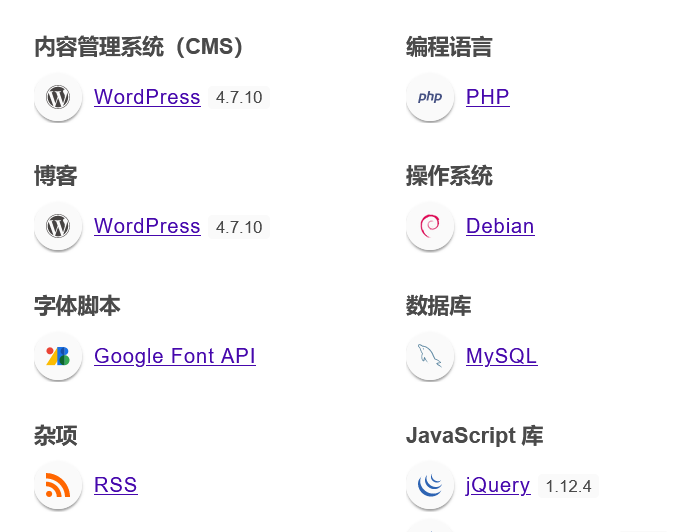 内容管理系统（CMS）
WordPress 4.7.10
博客
WordPress 4.7.10
字体脚本
Google Font API
杂项
RSS
编程语言
php PHP
操作系统
Debian
数据库
MySQL
JavaScript 库
jQuery 1.12.4